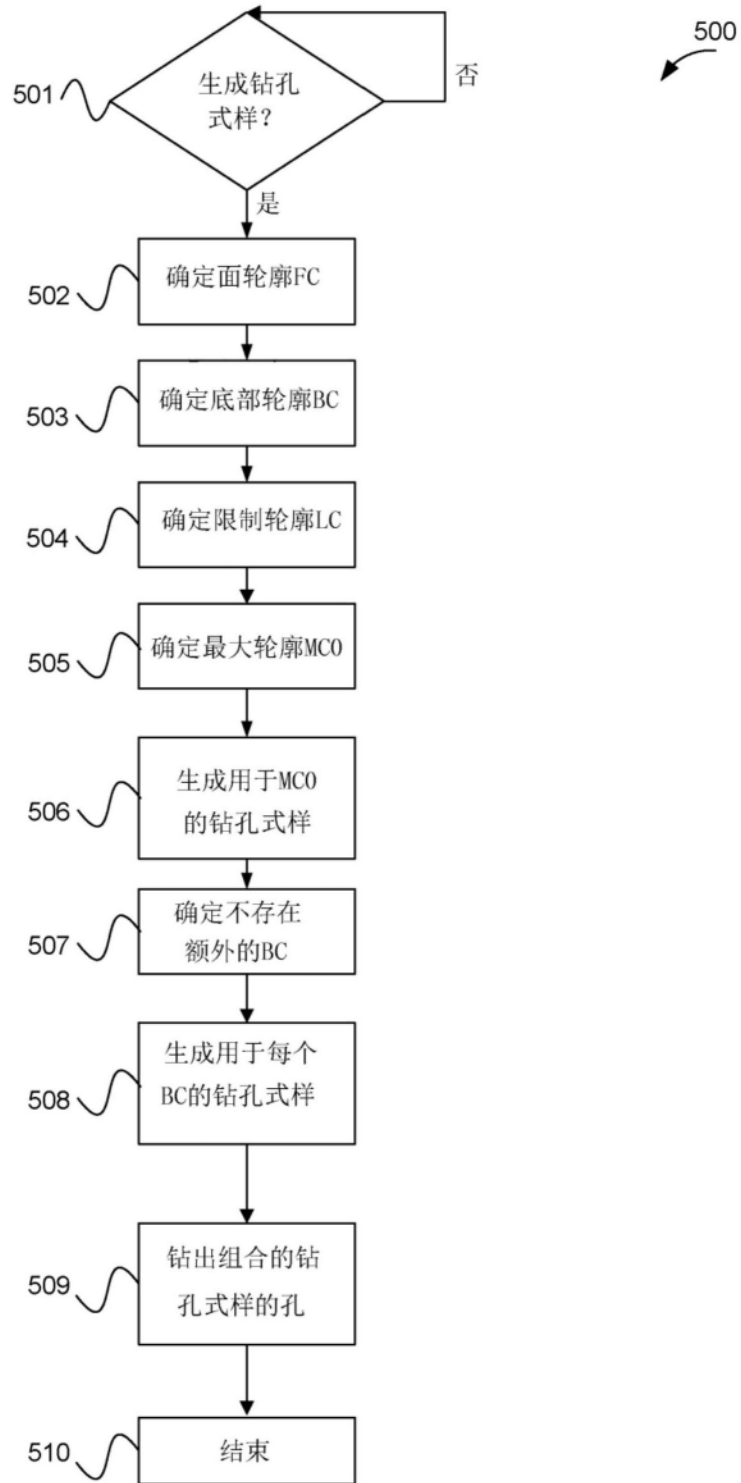 500
501
生成钻孔
式样？
否
是
502
确定面轮廓FC
503
确定底部轮廓BC
504
确定限制轮廓LC
505
确定最大轮廓MCO
506
生成用于MCO
的钻孔式样
507
确定不存在
额外的BC
508
生成用于每个
BC的钻孔式样
509
钻出组合的钻
孔式样的孔
510
结束